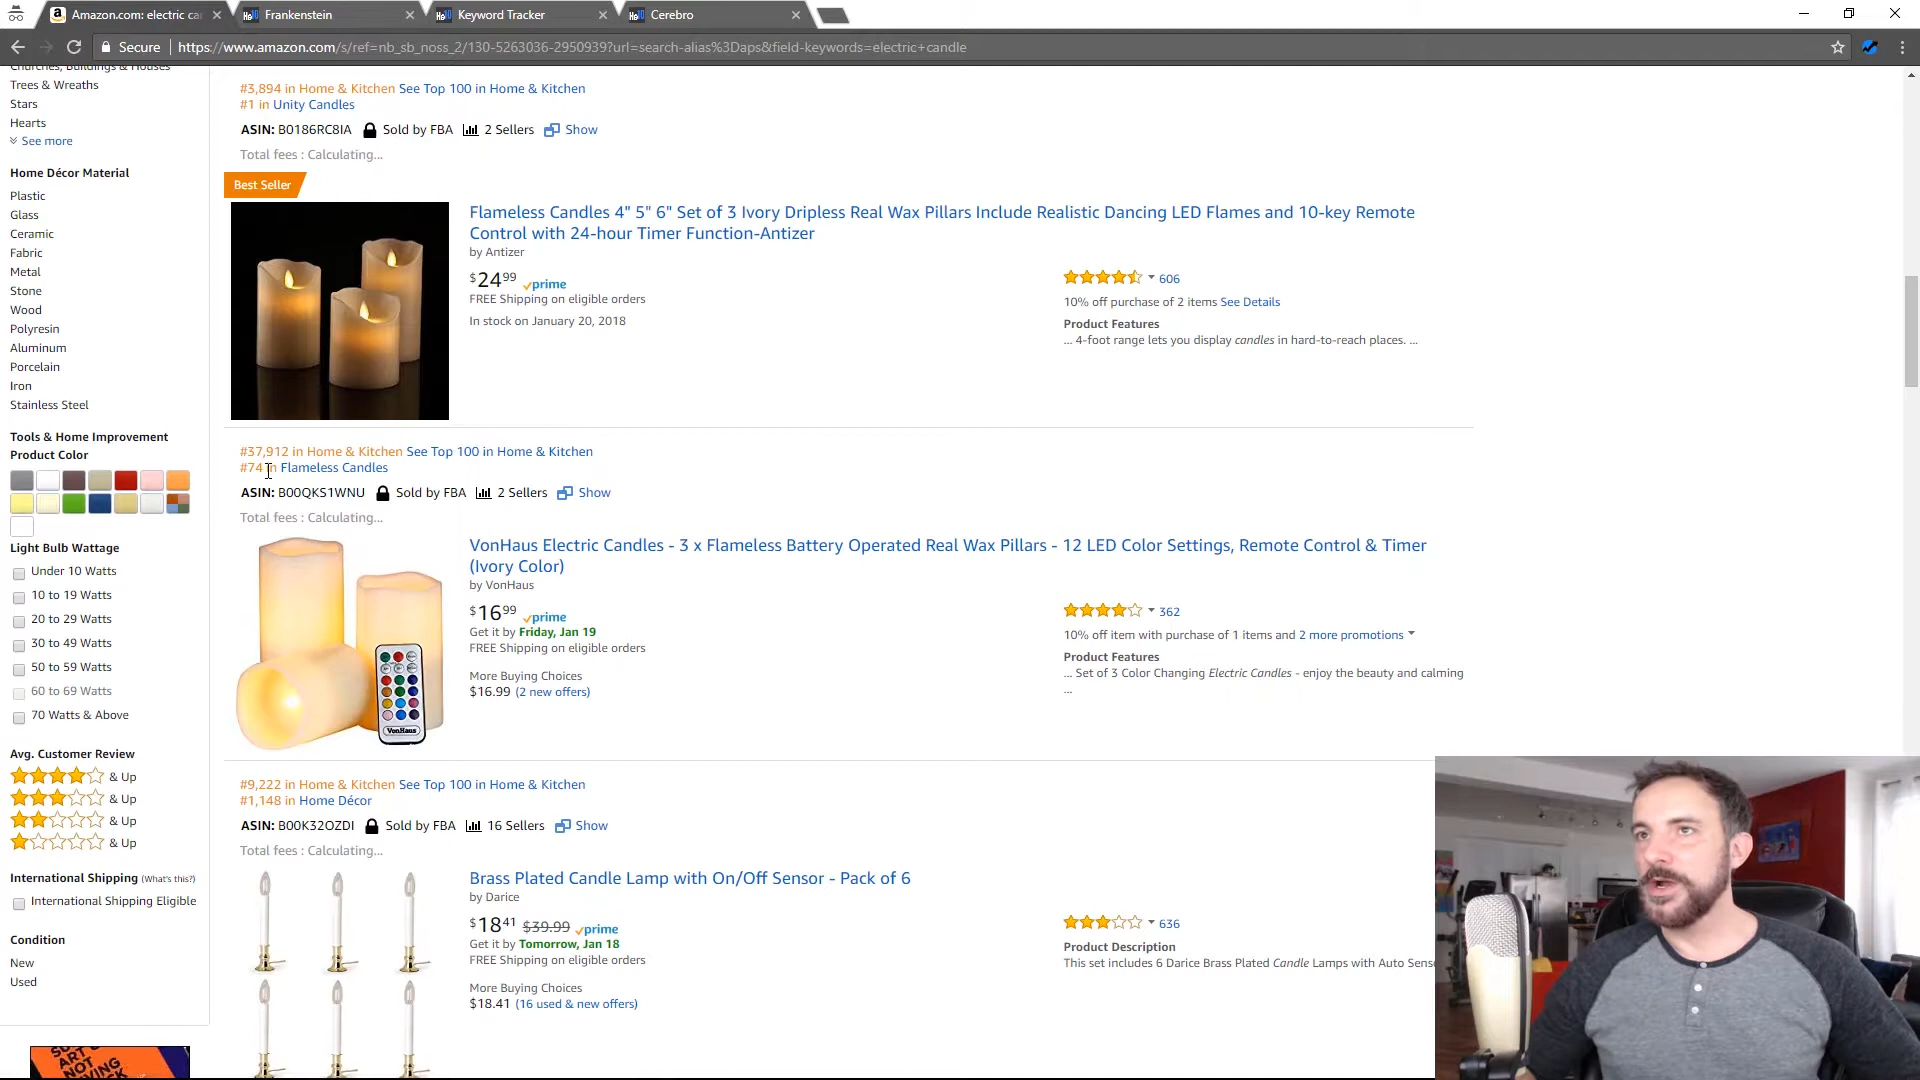 Amazon.com: electric ca
Frankenstein
Keyword Tracker
Cerebro
Secure
https://www.amazon.com/s/ref=nb_sb_noss_2/130-5263036-2950939?url=search-alias%3Daps&field-keywords=electric+candle
Churches, Buildings & Houses
Trees & Wreaths
Stars
Hearts
See more
Home Décor Material
Plastic
Glass
Ceramic
Fabric
Metal
Stone
Wood
Polyresin
Aluminum
Porcelain
Iron
Stainless Steel
Tools & Home Improvement
Product Color
Light Bulb Wattage
Under 10 Watts
10 to 19 Watts
20 to 29 Watts
30 to 49 Watts
50 to 59 Watts
60 to 69 Watts
70 Watts & Above
Avg. Customer Review
& Up
& Up
& Up
& Up
International Shipping (What's this?)
International Shipping Eligible
Condition
New
Used
#3,894 in Home & Kitchen See Top 100 in Home & Kitchen
#1 in Unity Candles
ASIN: B0186RC8IA Sold by FBA 2 Sellers Show
Total fees : Calculating...
Best Seller
Flameless Candles 4" 5" 6" Set of 3 Ivory Dripless Real Wax Pillars Include Realistic Dancing LED Flames and 10-key Remote
Control with 24-hour Timer Function-Antizer
by Antizer
$24 99 prime
FREE Shipping on eligible orders
In stock on January 20, 2018
606
10% off purchase of 2 items See Details
Product Features
... 4-foot range lets you display candles in hard-to-reach places. ...
#37,912 in Home & Kitchen See Top 100 in Home & Kitchen
#74 in Flameless Candles
ASIN: B00QKS1WNU Sold by FBA 2 Sellers Show
Total fees : Calculating...
VonHaus Electric Candles - 3 x Flameless Battery Operated Real Wax Pillars - 12 LED Color Settings, Remote Control & Timer
(Ivory Color)
by VonHaus
$16 99 prime
Get it by Friday, Jan 19
FREE Shipping on eligible orders
More Buying Choices
$16.99 (2 new offers)
362
10% off item with purchase of 1 items and 2 more promotions
Product Features
... Set of 3 Color Changing Electric Candles - enjoy the beauty and calming
...
VonHaus
#9,222 in Home & Kitchen See Top 100 in Home & Kitchen
#1,148 in Home Décor
ASIN: B00K32OZDI Sold by FBA 16 Sellers Show
Total fees : Calculating...
Brass Plated Candle Lamp with On/Off Sensor - Pack of 6
by Darice
$18 41 $39.99 prime
Get it by Tomorrow, Jan 18
FREE Shipping on eligible orders
More Buying Choices
$18.41 (16 used & new offers)
636
Product Description
This set includes 6 Darice Brass Plated Candle Lamps with Auto Senso